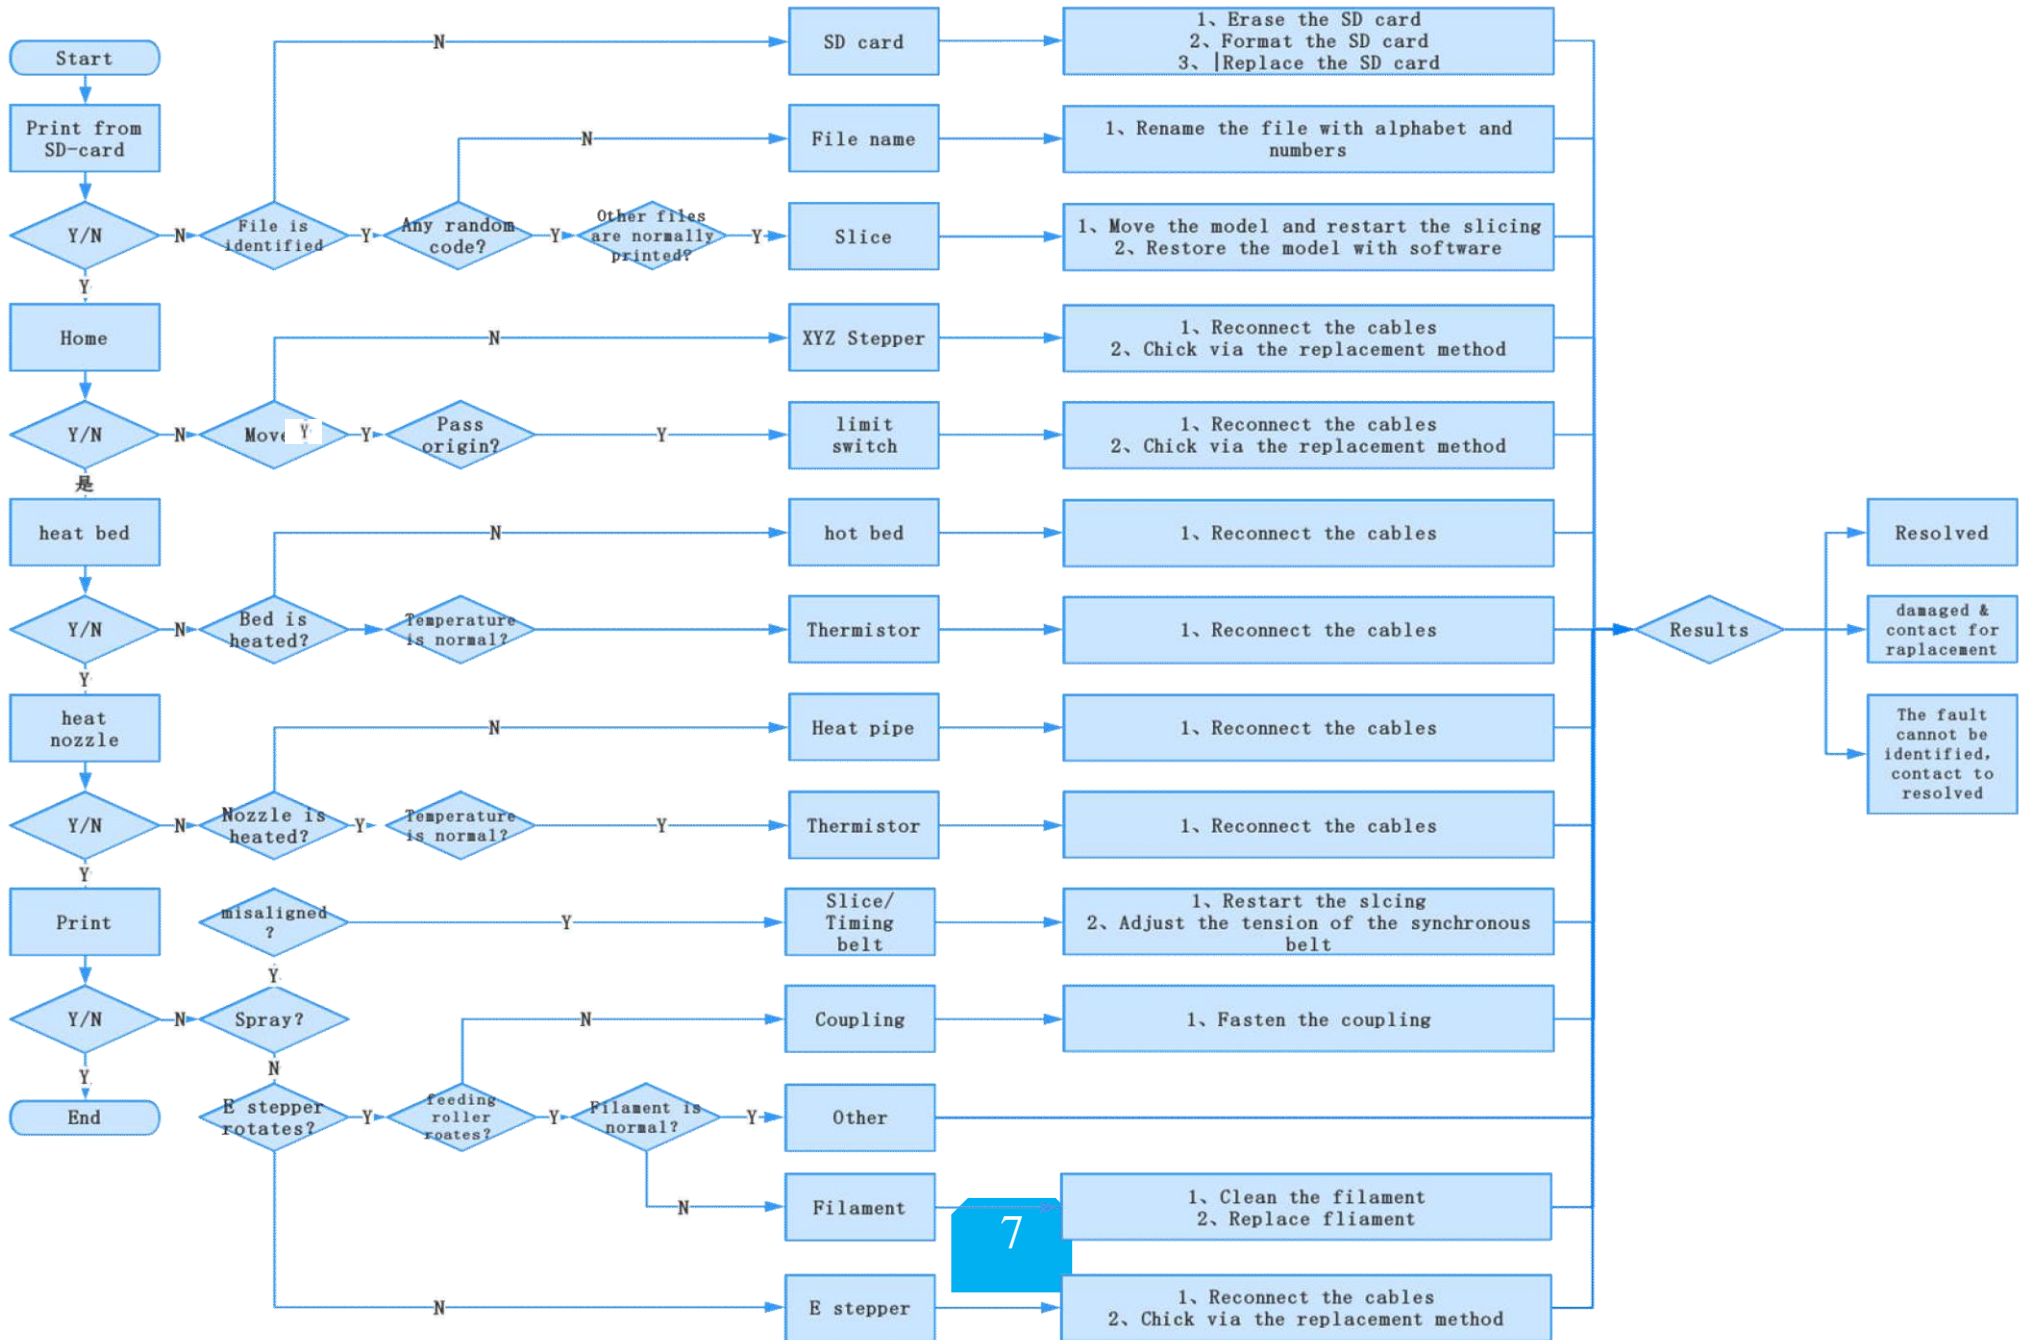 Start
Print from
SD-card
Y/N
N
File is
identified
N
SD card
1、Erase the SD card
2、Format the SD card
3、|Replace the SD card
Y
Any random
code?
N
File name
1、Rename the file with alphabet and
numbers
Y
Other files
are normally
printed?
Y
Slice
1、Move the model and restart the slicing
2、Restore the model with software
Y
Home
Y/N
N
Move
Y
N
XYZ Stepper
1、Reconnect the cables
2、Chick via the replacement method
Y
Pass
origin?
Y
limit
switch
1、Reconnect the cables
2、Chick via the replacement method
是
heat bed
Y/N
N
Bed is
heated?
N
hot bed
1、Reconnect the cables
Temperature
is normal?
Thermistor
1、Reconnect the cables
Y
heat
nozzle
Y/N
N
Nozzle is
heated?
N
Heat pipe
1、Reconnect the cables
Y
Temperature
is normal?
Y
Thermistor
1、Reconnect the cables
Y
Print
Y/N
N
Spray?
Y
misaligned
?
Y
Slice/
Timing
belt
1、Restart the slcing
2、Adjust the tension of the synchronous
belt
Y
End
N
E stepper
rotates?
Y
feeding
roller
roates?
N
Coupling
1、Fasten the coupling
Y
Filament is
normal?
Y
Other
N
Filament
1、Clean the filament
2、Replace fliament
7
N
E stepper
1、Reconnect the cables
2、Chick via the replacement method
Results
Resolved
damaged &
contact for
raplacement
The fault
cannot be
identified,
contact to
resolved